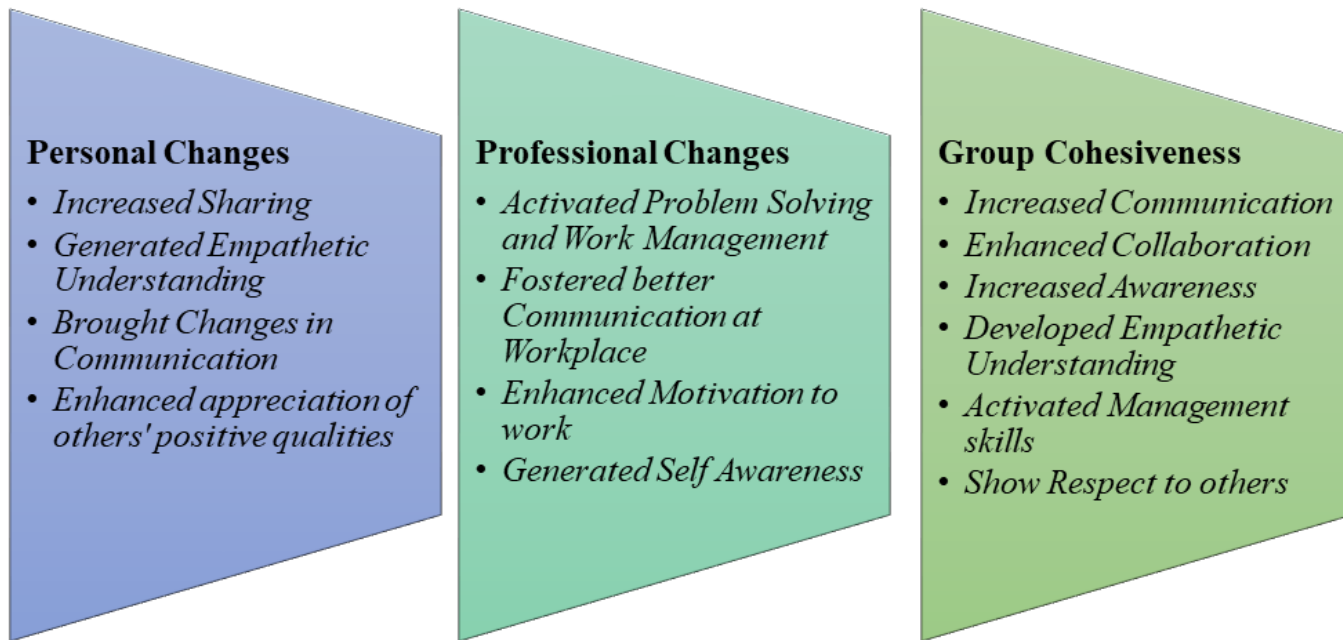 Personal Changes
• Increased Sharing
• Generated Empathetic
Understanding
• Brought Changes in
Communication
• Enhanced appreciation of
others' positive qualities
Professional Changes
• Activated Problem Solving
and Work Management
• Fostered better
Communication at
Workplace
• Enhanced Motivation to
work
• Generated Self Awareness
Group Cohesiveness
• Increased Communication
• Enhanced Collaboration
• Increased Awareness
• Developed Empathetic
Understanding
• Activated Management
skills
• Show Respect to others